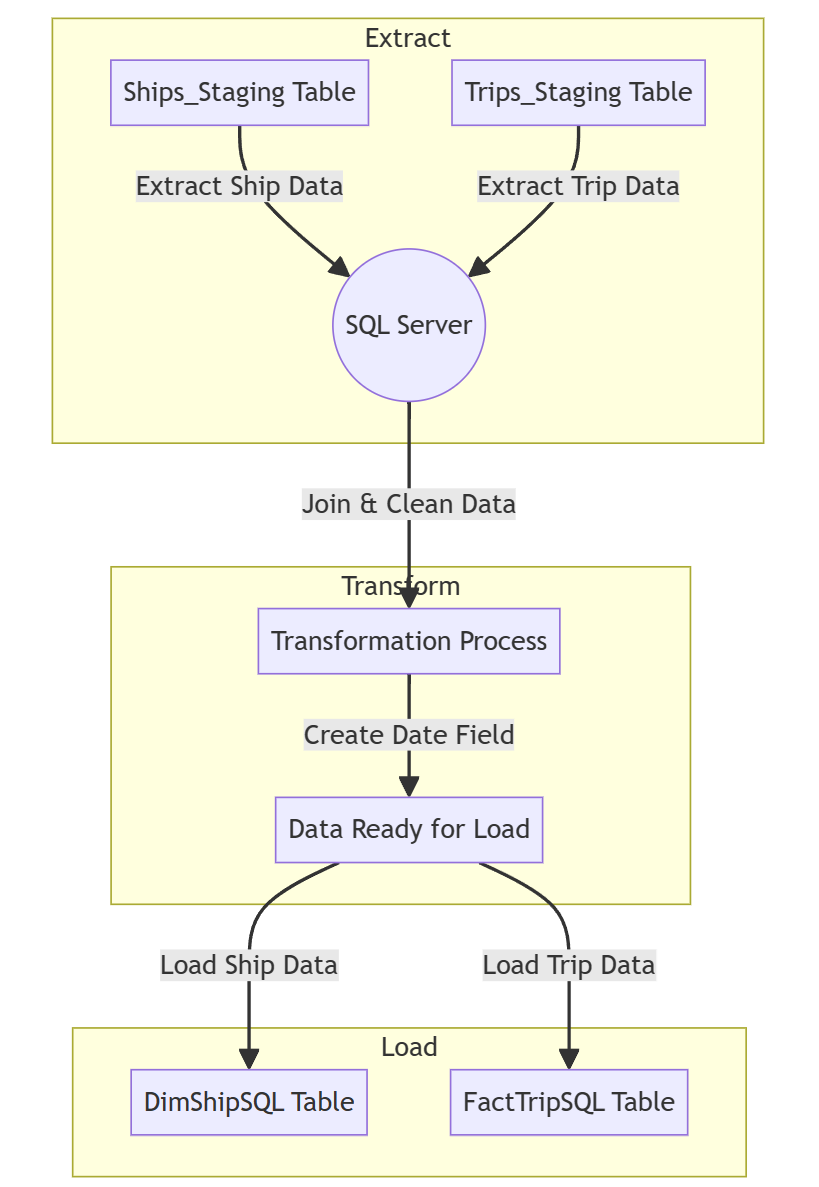 Extract
Ships_Staging Table
Trips_Staging Table
Extract Ship Data
Extract Trip Data
SQL Server
Join & Clean Data
Transform
Transformation Process
Create Date Field
Data Ready for Load
Load Ship Data
Load Trip Data
Load
DimShipSQL Table
FactTripSQL Table